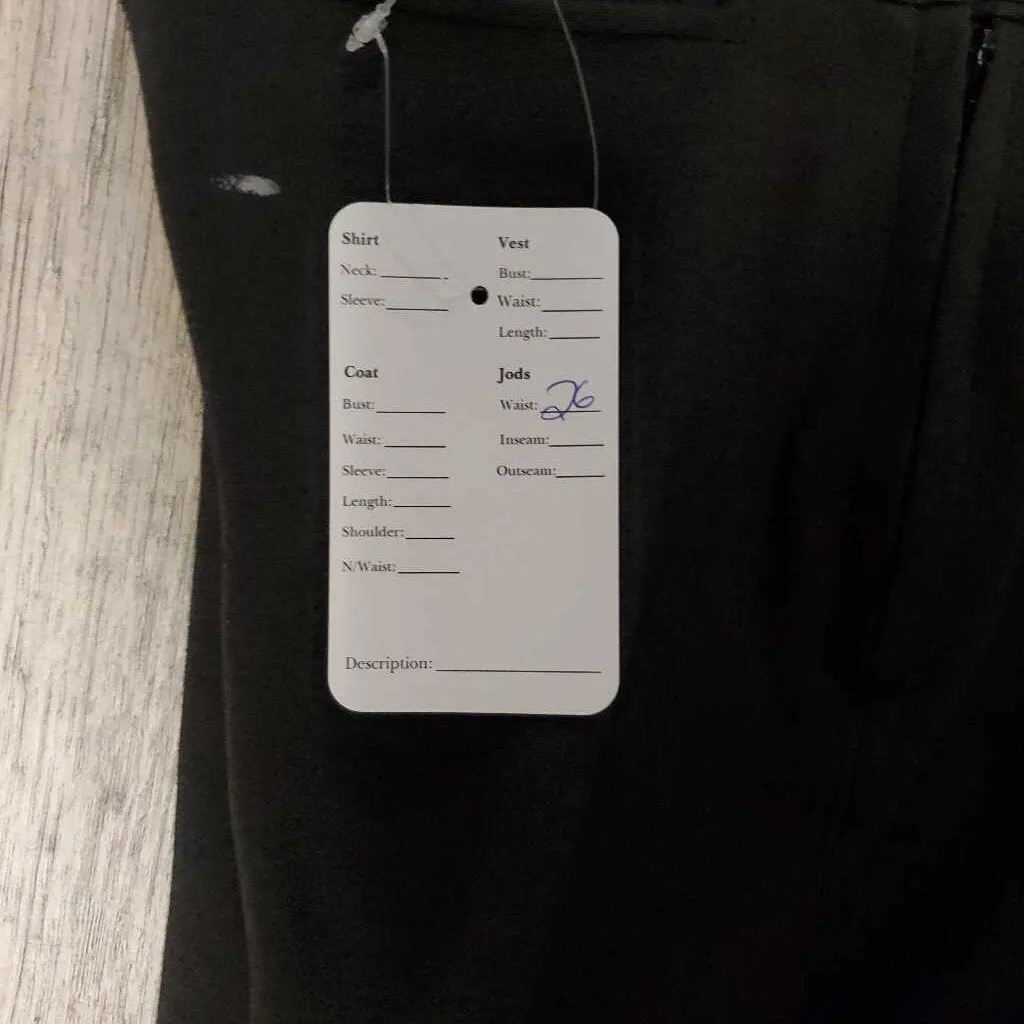 Shirt
Neck:
Sleeve:
Vest
Bust:
Waist:
Length:
Coat
Bust:
Waist:
Sleeve:
Length:
Shoulder:
N/Waist:
Jods
Waist: 26
Inseam:
Outseam:
Description: